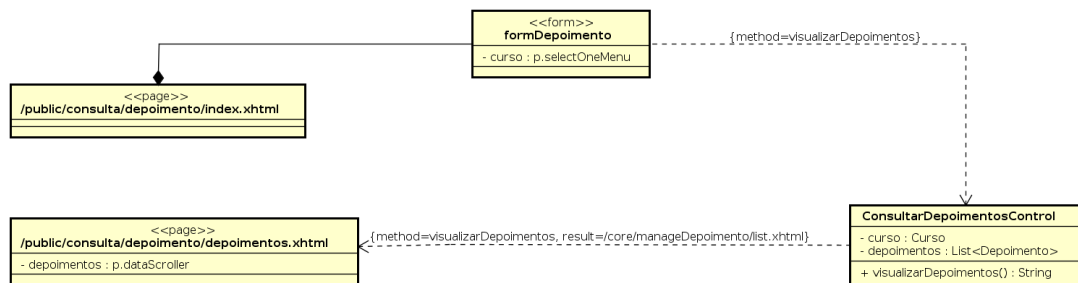 <<form>>
formDepoimento
- curso : p.selectOneMenu
{method=visualizarDepoimentos}
<<page>>
/public/consulta/depoimento/index.xhtml
<<page>>
/public/consulta/depoimento/depoimentos.xhtml
- depoimentos : p.dataScroller
{method=visualizarDepoimentos, result=/core/manageDepoimento/list.xhtml}
ConsultarDepoimentosControl
- curso : Curso
- depoimentos : List<Depoimento>
+ visualizarDepoimentos() : String